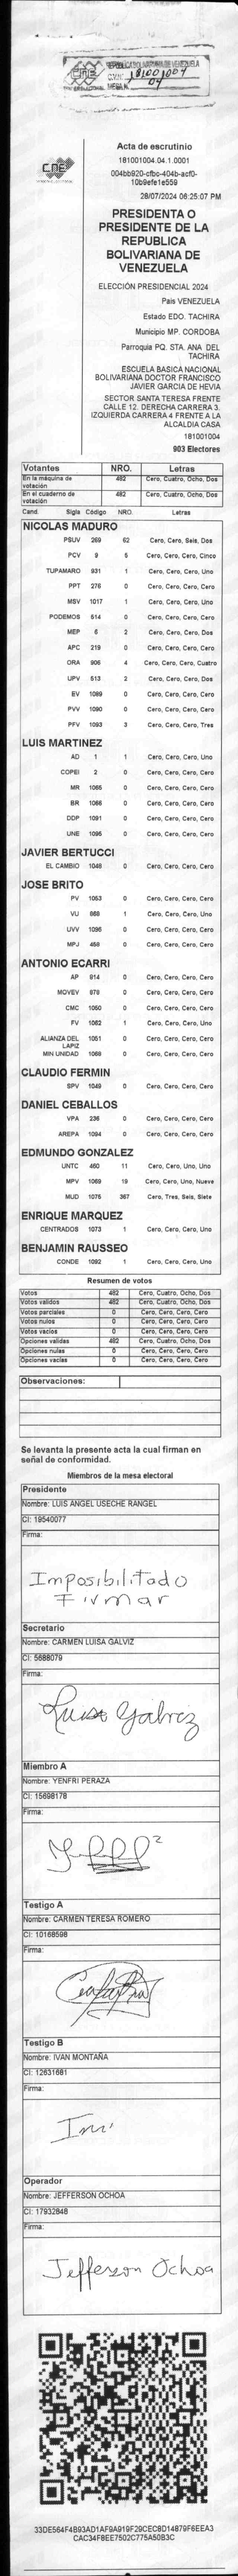 CNE
REPUBLICA BOLIVARIANA DE VENEZUELA
181001004
04
MESA N.
CNE
Acta de escrutinio
181001004.04.1.0001
004bb920-cfbc-404b-acf0-
10b9efe1e559
28/07/2024 06:25:07 PM
PRESIDENTA O
PRESIDENTE DE LA
REPUBLICA
BOLIVARIANA DE
VENEZUELA
ELECCIÓN PRESIDENCIAL 2024
Pais VENEZUELA
Estado EDO. TACHIRA
Municipio MP. CORDOBA
Parroquia PQ. STA. ANA DEL
TACHIRA
ESCUELA BASICA NACIONAL
BOLIVARIANA DOCTOR FRANCISCO
JAVIER GARCIA DE HEVIA
SECTOR SANTA TERESA FRENTE
CALLE 12. DERECHA CARRERA 3.
IZQUIERDA CARRERA 4 FRENTE A LA
ALCALDIA CASA
181001004
903 Electores
Votantes NRO. Letras
En la máquina de votación 482 Cero, Cuatro, Ocho, Dos
En el cuaderno de votación 482 Cero, Cuatro, Ocho, Dos
Cand. Sigla Código NRO. Letras
NICOLAS MADURO
PSUV 269 62 Cero, Cero, Seis, Dos
PCV 9 5 Cero, Cero, Cero, Cinco
TUPAMARO 931 1 Cero, Cero, Cero, Uno
PPT 276 0 Cero, Cero, Cero, Cero
MSV 1017 1 Cero, Cero, Cero, Uno
PODEMOS 514 0 Cero, Cero, Cero, Cero
MEP 6 2 Cero, Cero, Cero, Dos
APC 219 0 Cero, Cero, Cero, Cero
ORA 906 4 Cero, Cero, Cero, Cuatro
UPV 513 2 Cero, Cero, Cero, Dos
EV 1089 0 Cero, Cero, Cero, Cero
PVV 1090 0 Cero, Cero, Cero, Cero
PFV 1093 3 Cero, Cero, Cero, Tres
LUIS MARTINEZ
AD 1 1 Cero, Cero, Cero, Uno
COPEI 2 0 Cero, Cero, Cero, Cero
MR 1065 0 Cero, Cero, Cero, Cero
BR 1066 0 Cero, Cero, Cero, Cero
DDP 1091 0 Cero, Cero, Cero, Cero
UNE 1095 0 Cero, Cero, Cero, Cero
JAVIER BERTUCCI
EL CAMBIO 1048 0 Cero, Cero, Cero, Cero
JOSE BRITO
PV 1053 0 Cero, Cero, Cero, Cero
VU 868 1 Cero, Cero, Cero, Uno
UVV 1096 0 Cero, Cero, Cero, Cero
MPJ 458 0 Cero, Cero, Cero, Cero
ANTONIO ECARRI
AP 914 0 Cero, Cero, Cero, Cero
MOVEV 978 0 Cero, Cero, Cero, Cero
CMC 1050 0 Cero, Cero, Cero, Cero
FV 1062 1 Cero, Cero, Cero, Uno
ALIANZA DEL LAPIZ 1051 0 Cero, Cero, Cero, Cero
MIN UNIDAD 1068 0 Cero, Cero, Cero, Cero
CLAUDIO FERMIN
SPV 1049 0 Cero, Cero, Cero, Cero
DANIEL CEBALLOS
VPA 236 0 Cero, Cero, Cero, Cero
AREPA 1094 0 Cero, Cero, Cero, Cero
EDMUNDO GONZALEZ
UNTC 460 11 Cero, Cero, Uno, Uno
MPV 1069 19 Cero, Cero, Uno, Nueve
MUD 1075 367 Cero, Tres, Seis, Siete
ENRIQUE MARQUEZ
CENTRADOS 1073 1 Cero, Cero, Cero, Uno
BENJAMIN RAUSSEO
CONDE 1092 1 Cero, Cero, Cero, Uno
Resumen de votos
Votos 482 Cero, Cuatro, Ocho, Dos
Votos validos 482 Cero, Cuatro, Ocho, Dos
Votos parciales 0 Cero, Cero, Cero, Cero
Votos nulos 0 Cero, Cero, Cero, Cero
Votos vacios 0 Cero, Cero, Cero, Cero
Opciones validas 482 Cero, Cuatro, Ocho, Dos
Opciones nulas 0 Cero, Cero, Cero, Cero
Opciones vacias 0 Cero, Cero, Cero, Cero
Observaciones:
Se levanta la presente acta la cual firman en
señal de conformidad.
Miembros de la mesa electoral
Presidente
Nombre: LUIS ANGEL USECHE RANGEL
CI: 19540077
Firma:
Imposibilitado
Firmar
Secretario
Nombre: CARMEN LUISA GALVIZ
CI: 5688079
Firma:
Luisa Galviz
Miembro A
Nombre: YENFRI PERAZA
CI: 15698178
Firma:
Testigo A
Nombre: CARMEN TERESA ROMERO
CI: 10168598
Firma:
Testigo B
Nombre: IVAN MONTAÑA
CI: 12631681
Firma:
Operador
Nombre: JEFFERSON OCHOA
CI: 17932848
Firma:
Jefferson Ochoa
33DE564F4B93AD1AF9A919F29CEC8D14879F6EEA3
CAC34F8EE7502C775A50B3C